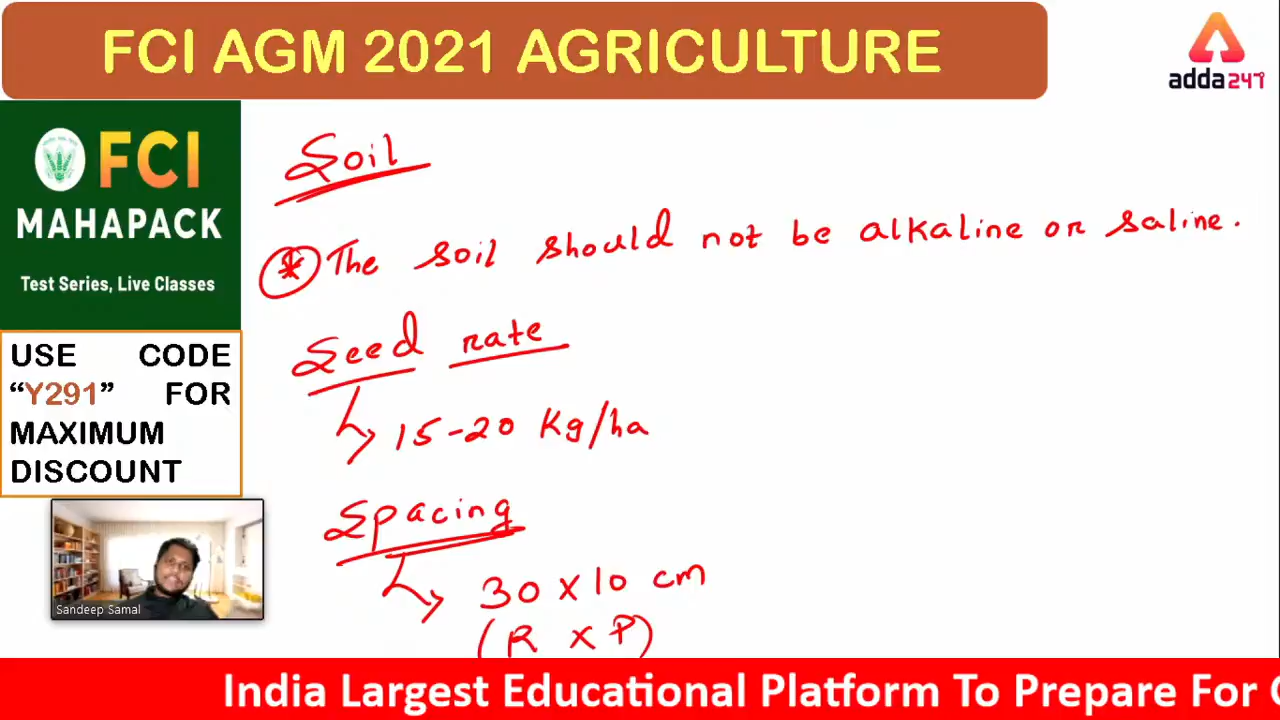 FCI AGM 2021 AGRICULTURE
adda247
FCI
MAHAPACK
Test Series, Live Classes
USE CODE
“Y291” FOR
MAXIMUM
DISCOUNT
Sandeep Samal
Soil
* The soil should not be alkaline or saline.
Seed rate
15-20 Kg/ha
Spacing
30 x 10 cm
(R x P)
India Largest Educational Platform To Prepare For